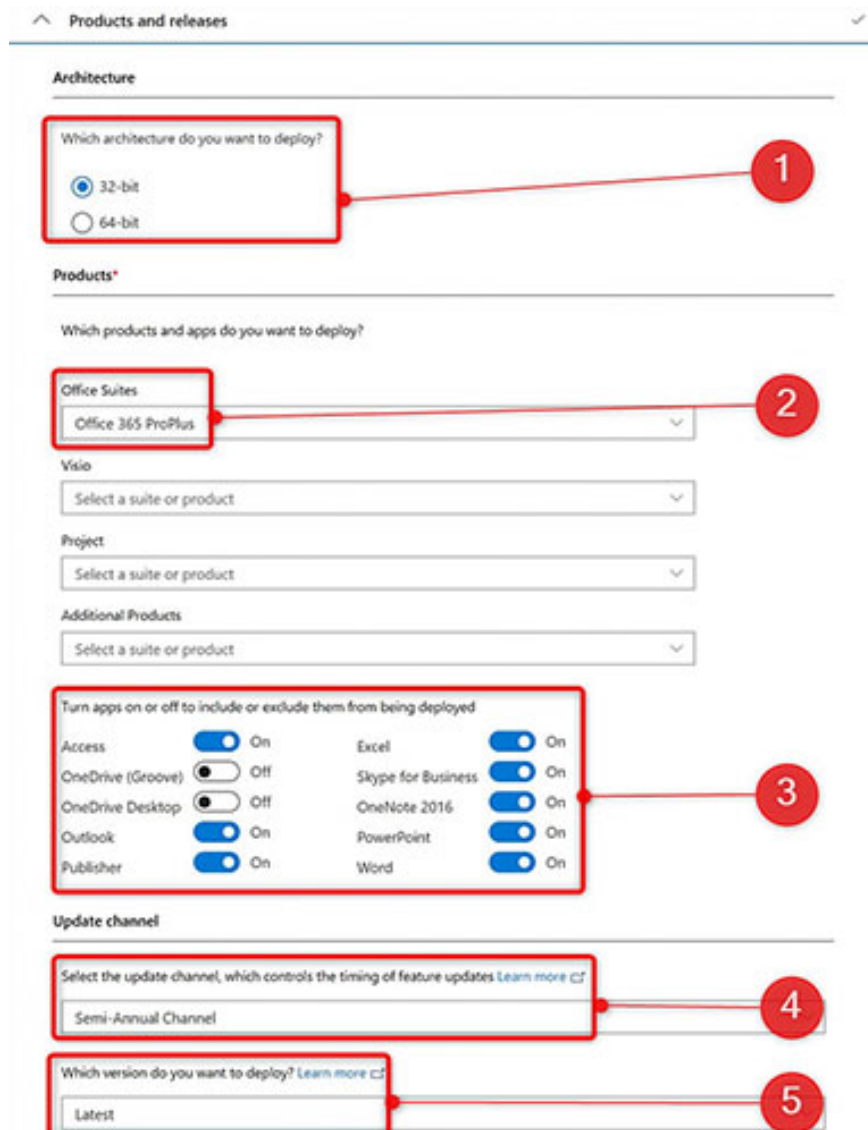 Products and releases
Architecture
Which architecture do you want to deploy?
1
32-bit
64-bit
Products*
Which products and apps do you want to deploy?
Office Suites
2
Office 365 ProPlus
Visio
Select a suite or product
Project
Select a suite or product
Additional Products
Select a suite or product
Turn apps on or off to include or exclude them from being deployed
Access On Excel On
OneDrive (Groove) Off Skype for Business On
3
OneDrive Desktop Off OneNote 2016 On
Outlook On PowerPoint On
Publisher On Word On
Update channel
Select the update channel, which controls the timing of feature updates Learn more
4
Semi-Annual Channel
Which version do you want to deploy? Learn more
5
Latest